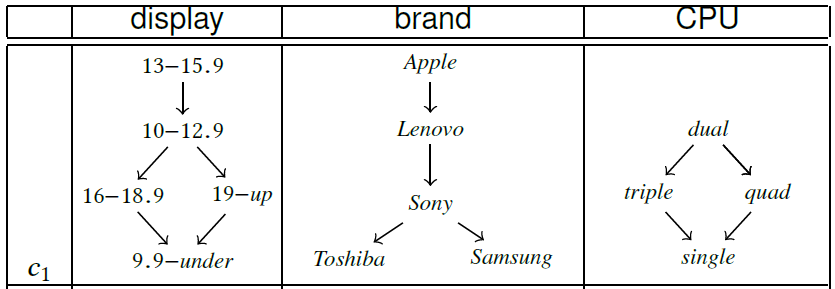 display brand CPU
13–15.9 Apple
10–12.9 Lenovo dual
16–18.9 19–up Sony triple quad
c1 9.9–under Toshiba Samsung single